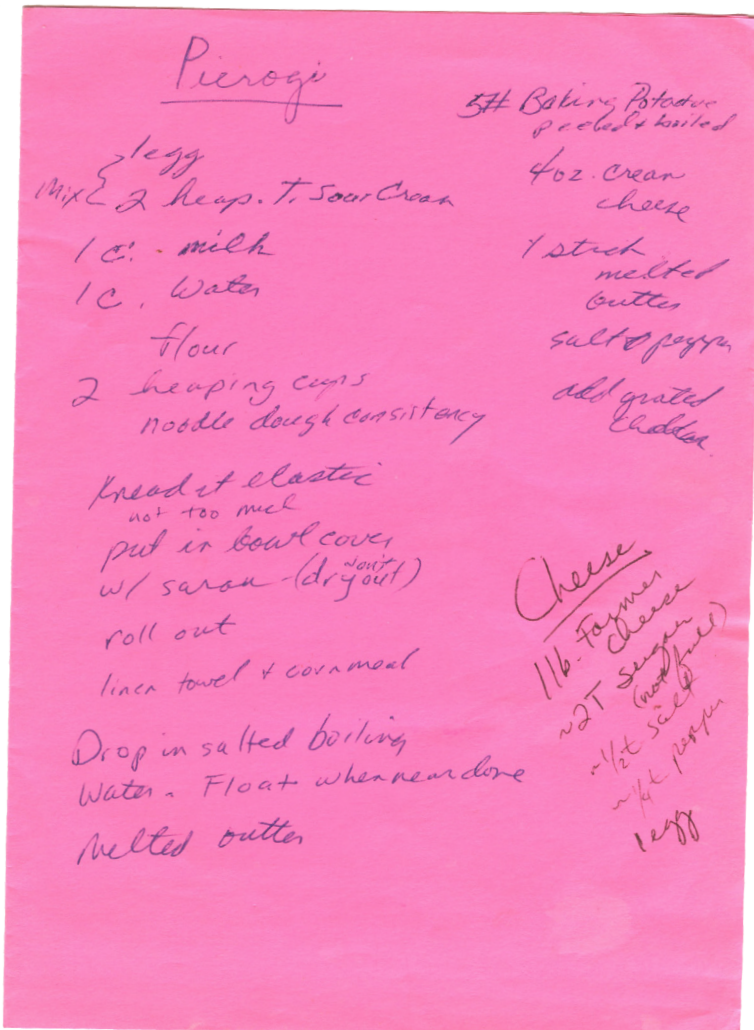 Pierogi
1 egg
Mix
2 heap. T. Sour Cream
1 c. milk
1 c. Water
flour
2 heaping cups
noodle dough consistency
Knead it elastic
not too much
put in bowl cover
w/ saran (dry out)
won't
roll out
linen towel + cornmeal
Drop in salted boiling
Water. Float when near done
Melted butter
5# Baking Potatoe
peeled + boiled
4 oz. cream
cheese
1 stick
melted
butter
salt & pepper
add grated
cheddar.
Cheese
1 lb. Farmer
Cheese
~2T sugar
(not full)
~1/2t salt
~1/4t pepper
1 egg